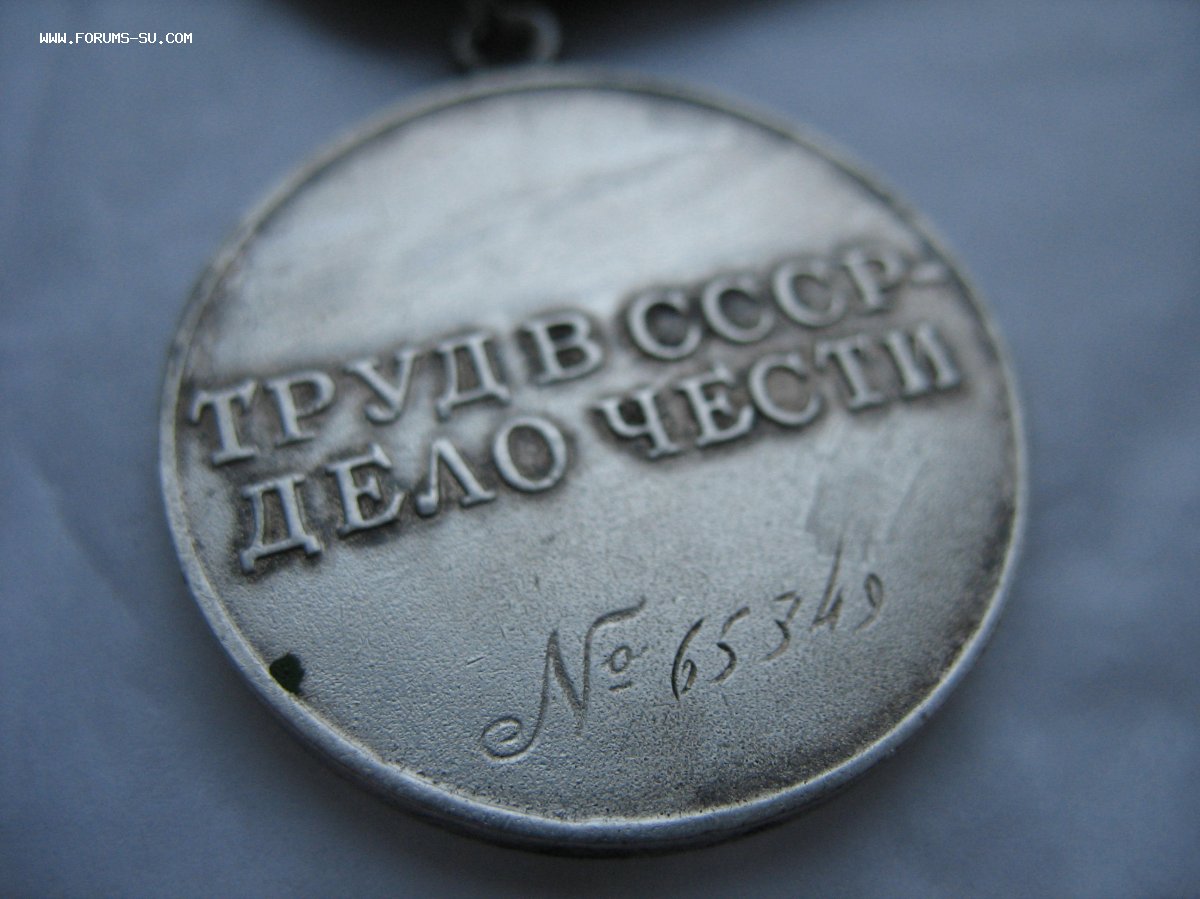 WWW.FORUMS-SU.COM
ТРУД В СССР-
ДЕЛО ЧЕСТИ
№ 65349